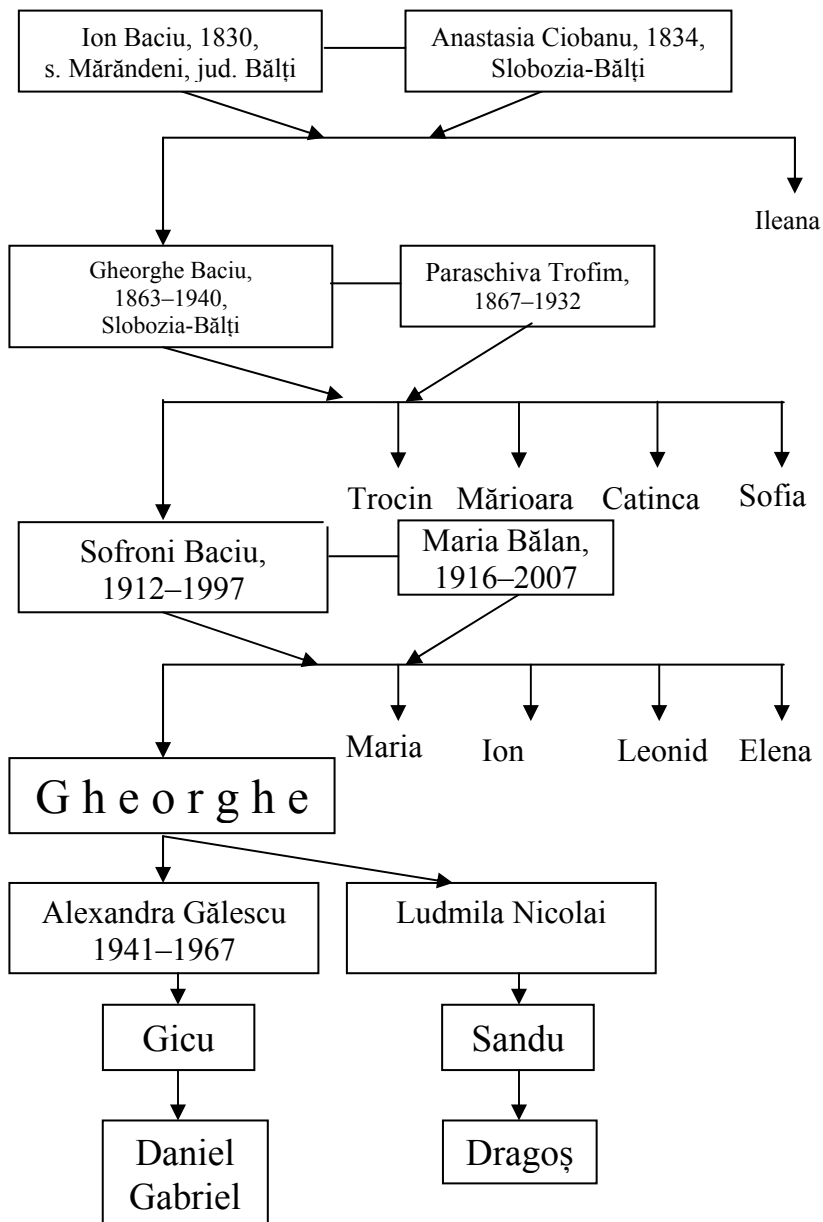 Ion Baciu, 1830,
s. Mărăndeni, jud. Bălți
Anastasia Ciobanu, 1834,
Slobozia-Bălți
Ileana
Gheorghe Baciu,
1863–1940,
Slobozia-Bălți
Paraschiva Trofim,
1867–1932
Trocin
Mărioara
Catinca
Sofia
Sofroni Baciu,
1912–1997
Maria Bălan,
1916–2007
Maria
Ion
Leonid
Elena
G h e o r g h e
Alexandra Gălescu
1941–1967
Ludmila Nicolai
Gicu
Sandu
Daniel
Gabriel
Dragoș